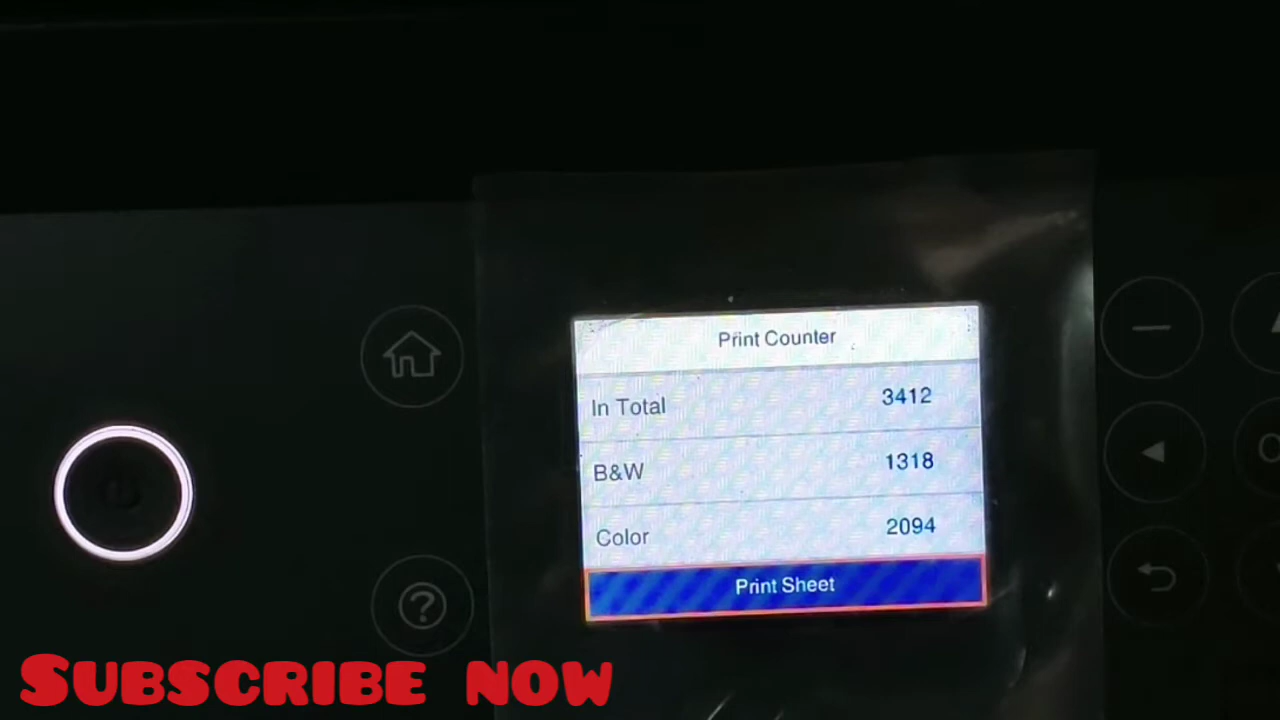 Print Counter
In Total 3412
B&W 1318
Color 2094
Print Sheet
Subscribe now